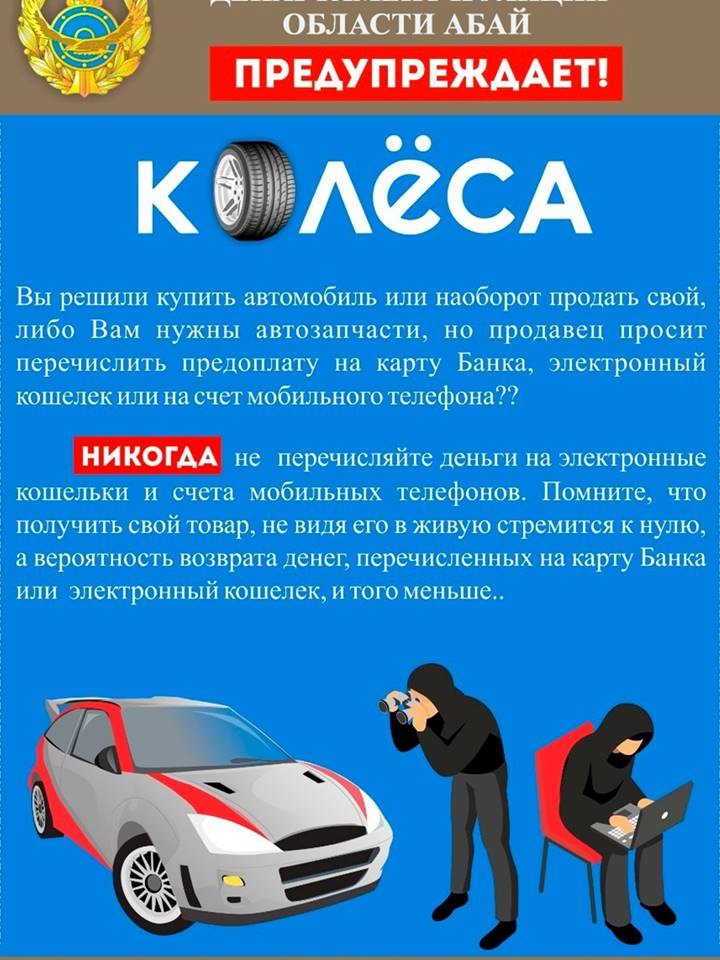 ОБЛАСТИ АБАЙ
ПРЕДУПРЕЖДАЕТ!
КОЛЁСА
Вы решили купить автомобиль или наоборот продать свой,
либо Вам нужны автозапчасти, но продавец просит
перечислить предоплату на карту Банка, электронный
кошелек или на счет мобильного телефона??
НИКОГДА не перечисляйте деньги на электронные
кошельки и счета мобильных телефонов. Помните, что
получить свой товар, не видя его в живую стремится к нулю,
а вероятность возврата денег, перечисленных на карту Банка
или электронный кошелек, и того меньше..